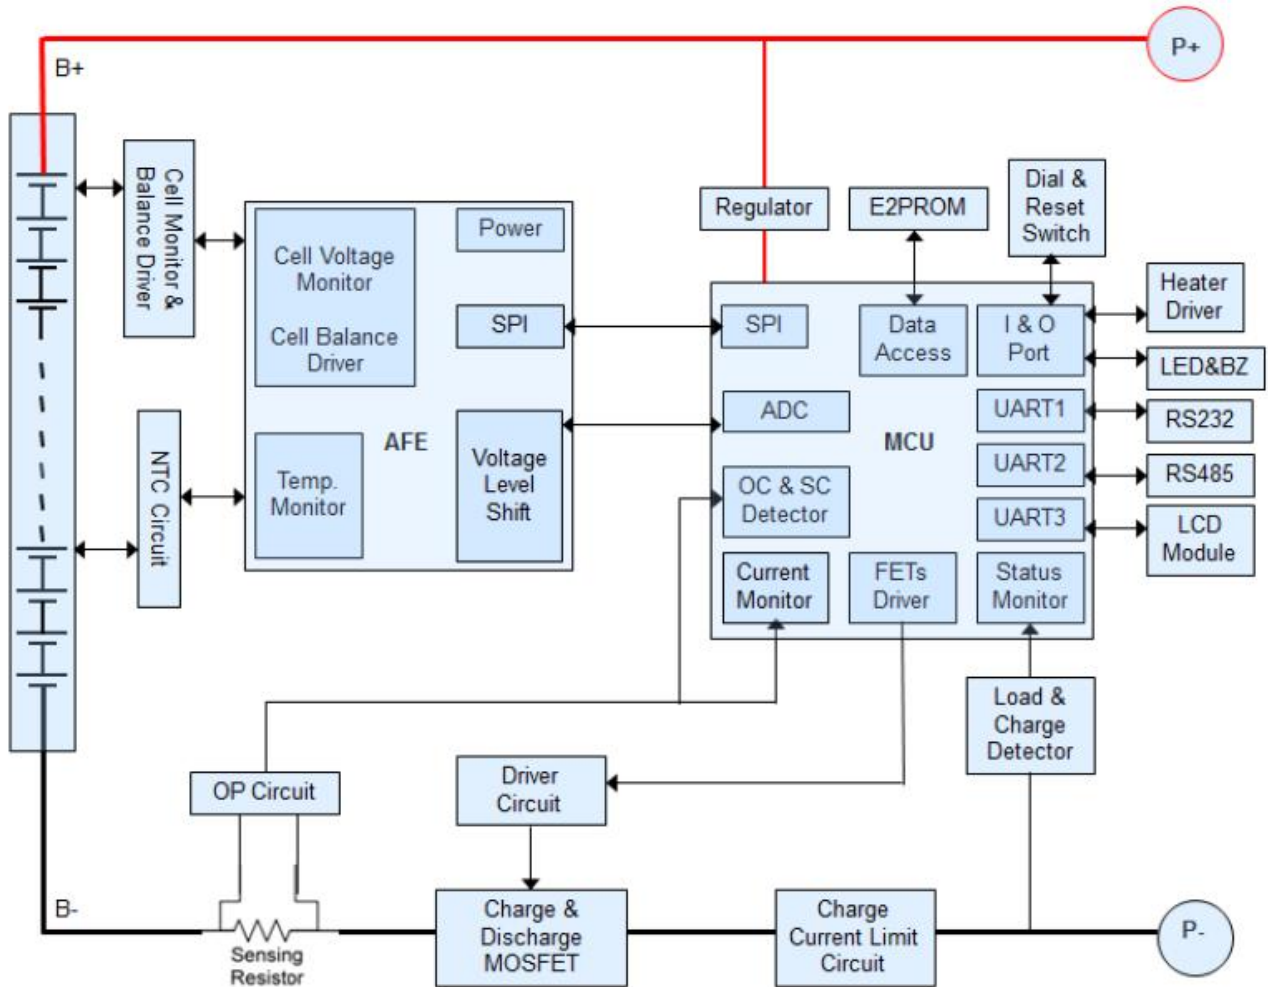 P+
B+
Cell Monitor &
Balance Driver
Regulator
E2PROM
Dial &
Reset
Switch
Power
Cell Voltage
Monitor
Cell Balance
Driver
SPI
SPI
Data
Access
I & O
Port
Heater
Driver
LED&BZ
ADC
UART1
RS232
AFE
MCU
NTC Circuit
Temp.
Monitor
Voltage
Level
Shift
OC & SC
Detector
UART2
RS485
UART3
LCD
Module
Current
Monitor
FETs
Driver
Status
Monitor
Load &
Charge
Detector
OP Circuit
Driver
Circuit
B-
Sensing
Resistor
Charge &
Discharge
MOSFET
Charge
Current Limit
Circuit
P-